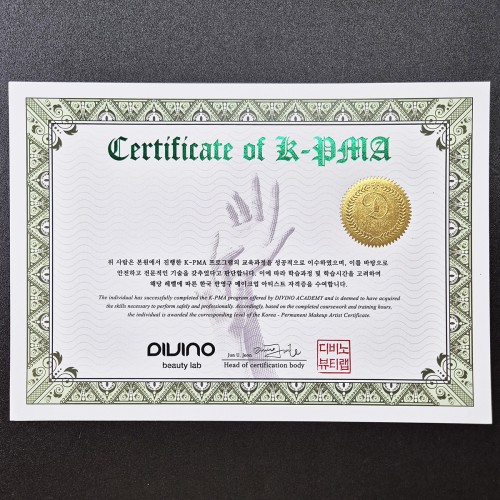 Certificate of K-PMA
위 사람은 본원에서 진행한 K-PMA 프로그램의 교육과정을 성공적으로 이수하였으며, 이를 바탕으로
안전하고 전문적인 기술을 갖추었다고 판단합니다. 이에 따라 학습과정 및 학습시간을 고려하여
해당 레벨에 따른 한국 반영구 메이크업 아티스트 자격증을 수여합니다.
The individual has successfully completed the K-PMA program offered by DIVINO ACADEMY and is deemed to have acquired
the skills necessary to perform safely and professionally. Accordingly, based on the completed coursework and training hours,
the individual is awarded the corresponding level of the Korea - Permanent Makeup Artist Certificate.
DIVINO
beauty lab
Head of certification body
디비노
뷰티랩